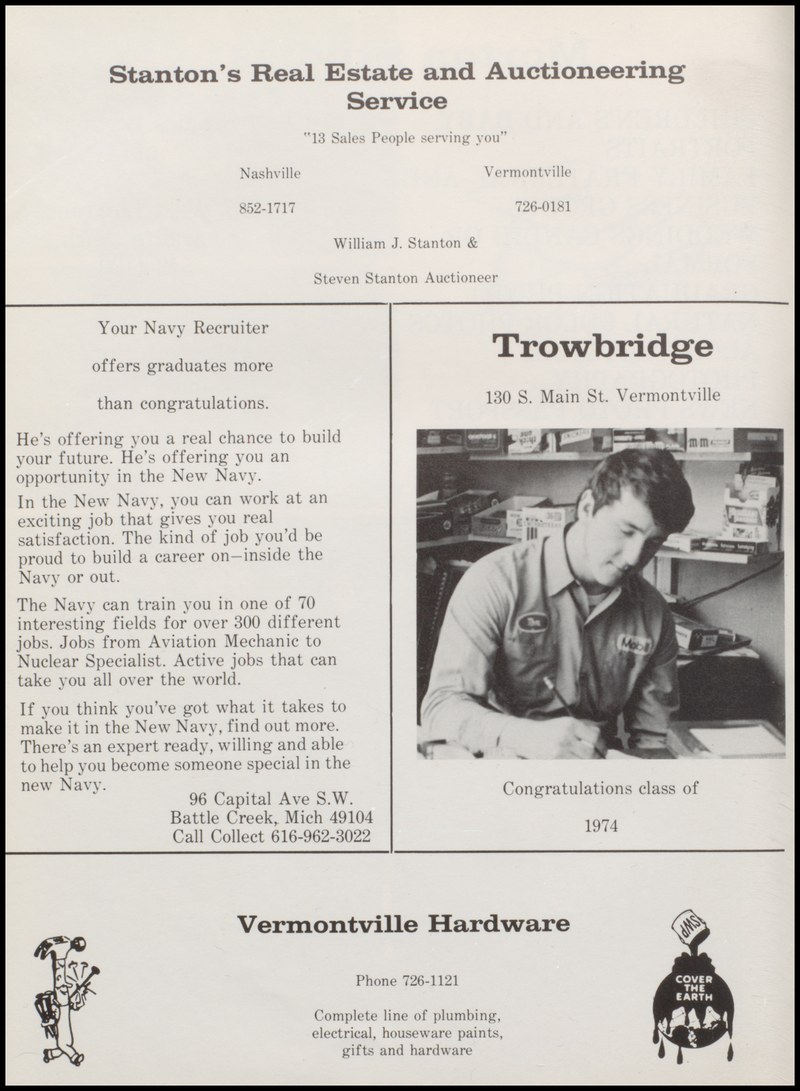 Stanton's Real Estate and Auctioneering
Service
"13 Sales People serving you"
Nashville Vermontville
852-1717 726-0181
William J. Stanton &
Steven Stanton Auctioneer
Your Navy Recruiter
offers graduates more
than congratulations.
He's offering you a real chance to build
your future. He's offering you an
opportunity in the New Navy.
In the New Navy, you can work at an
exciting job that gives you real
satisfaction. The kind of job you'd be
proud to build a career on—inside the
Navy or out.
The Navy can train you in one of 70
interesting fields for over 300 different
jobs. Jobs from Aviation Mechanic to
Nuclear Specialist. Active jobs that can
take you all over the world.
If you think you've got what it takes to
make it in the New Navy, find out more.
There's an expert ready, willing and able
to help you become someone special in the
new Navy.
96 Capital Ave S.W.
Battle Creek, Mich 49104
Call Collect 616-962-3022
Trowbridge
130 S. Main St. Vermontville
Mobil
Congratulations class of
1974
Vermontville Hardware
Phone 726-1121
Complete line of plumbing,
electrical, houseware paints,
gifts and hardware
SWP
COVER
THE
EARTH